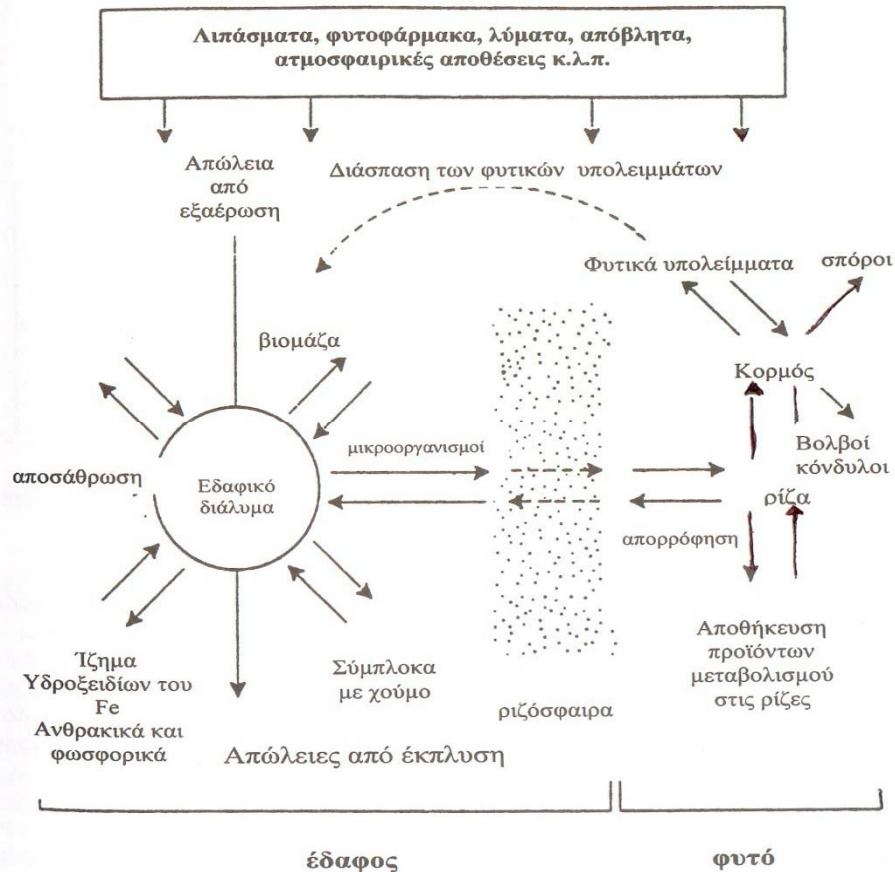 Λιπάσματα, φυτοφάρμακα, λύματα, απόβλητα,
ατμοσφαιρικές αποθέσεις κ.λ.π.
Απώλεια
από
εξαέρωση
Διάσπαση των φυτικών υπολειμμάτων
Φυτικά υπολείμματα
σπόροι
βιομάζα
Κορμός
μικροοργανισμοί
Βολβοί
κόνδυλοι
αποσάθρωση
Εδαφικό
διάλυμα
ρίζα
απορρόφηση
Ίζημα
Υδροξειδίων του
Fe
Ανθρακικά και
φωσφορικά
Σύμπλοκα
με χούμο
ριζόσφαιρα
Αποθήκευση
προϊόντων
μεταβολισμού
στις ρίζες
Απώλειες από έκπλυση
έδαφος
φυτό